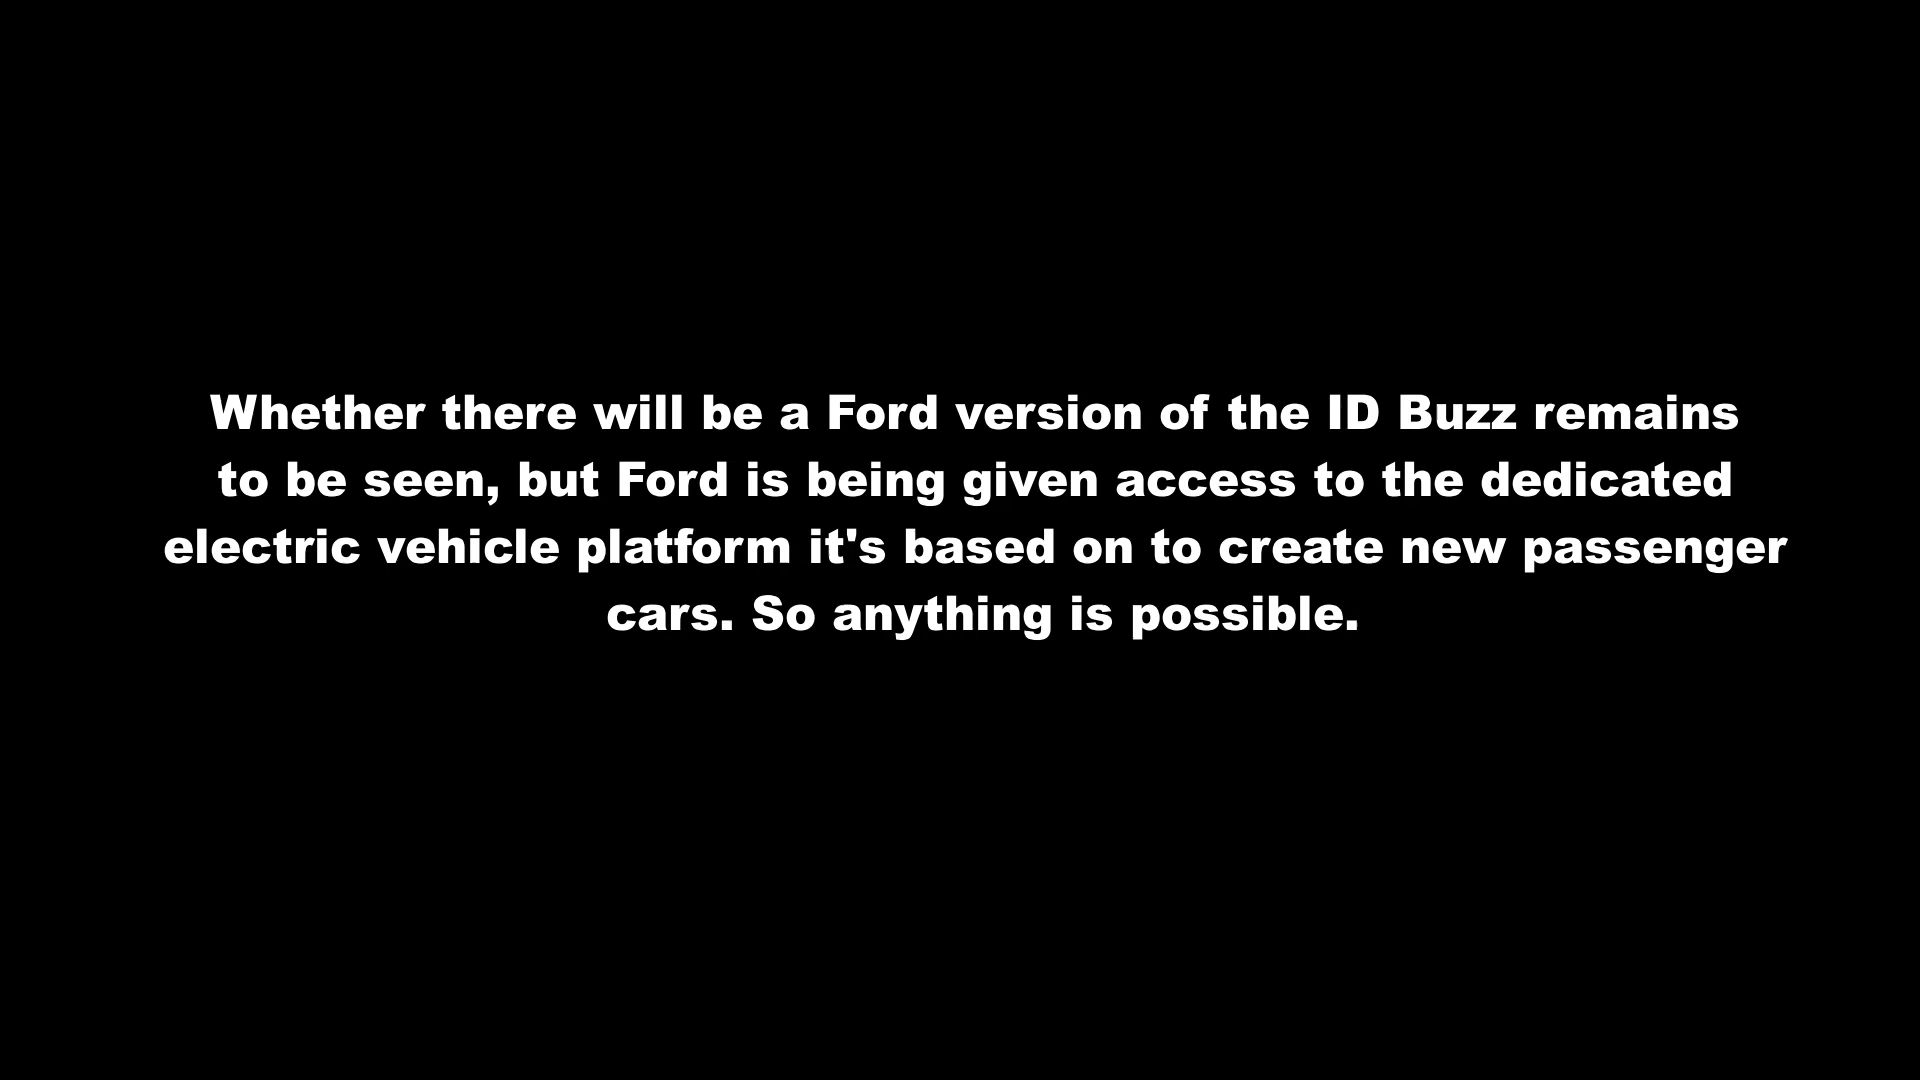 Whether there will be a Ford version of the ID Buzz remains
to be seen, but Ford is being given access to the dedicated
electric vehicle platform it's based on to create new passenger
cars. So anything is possible.